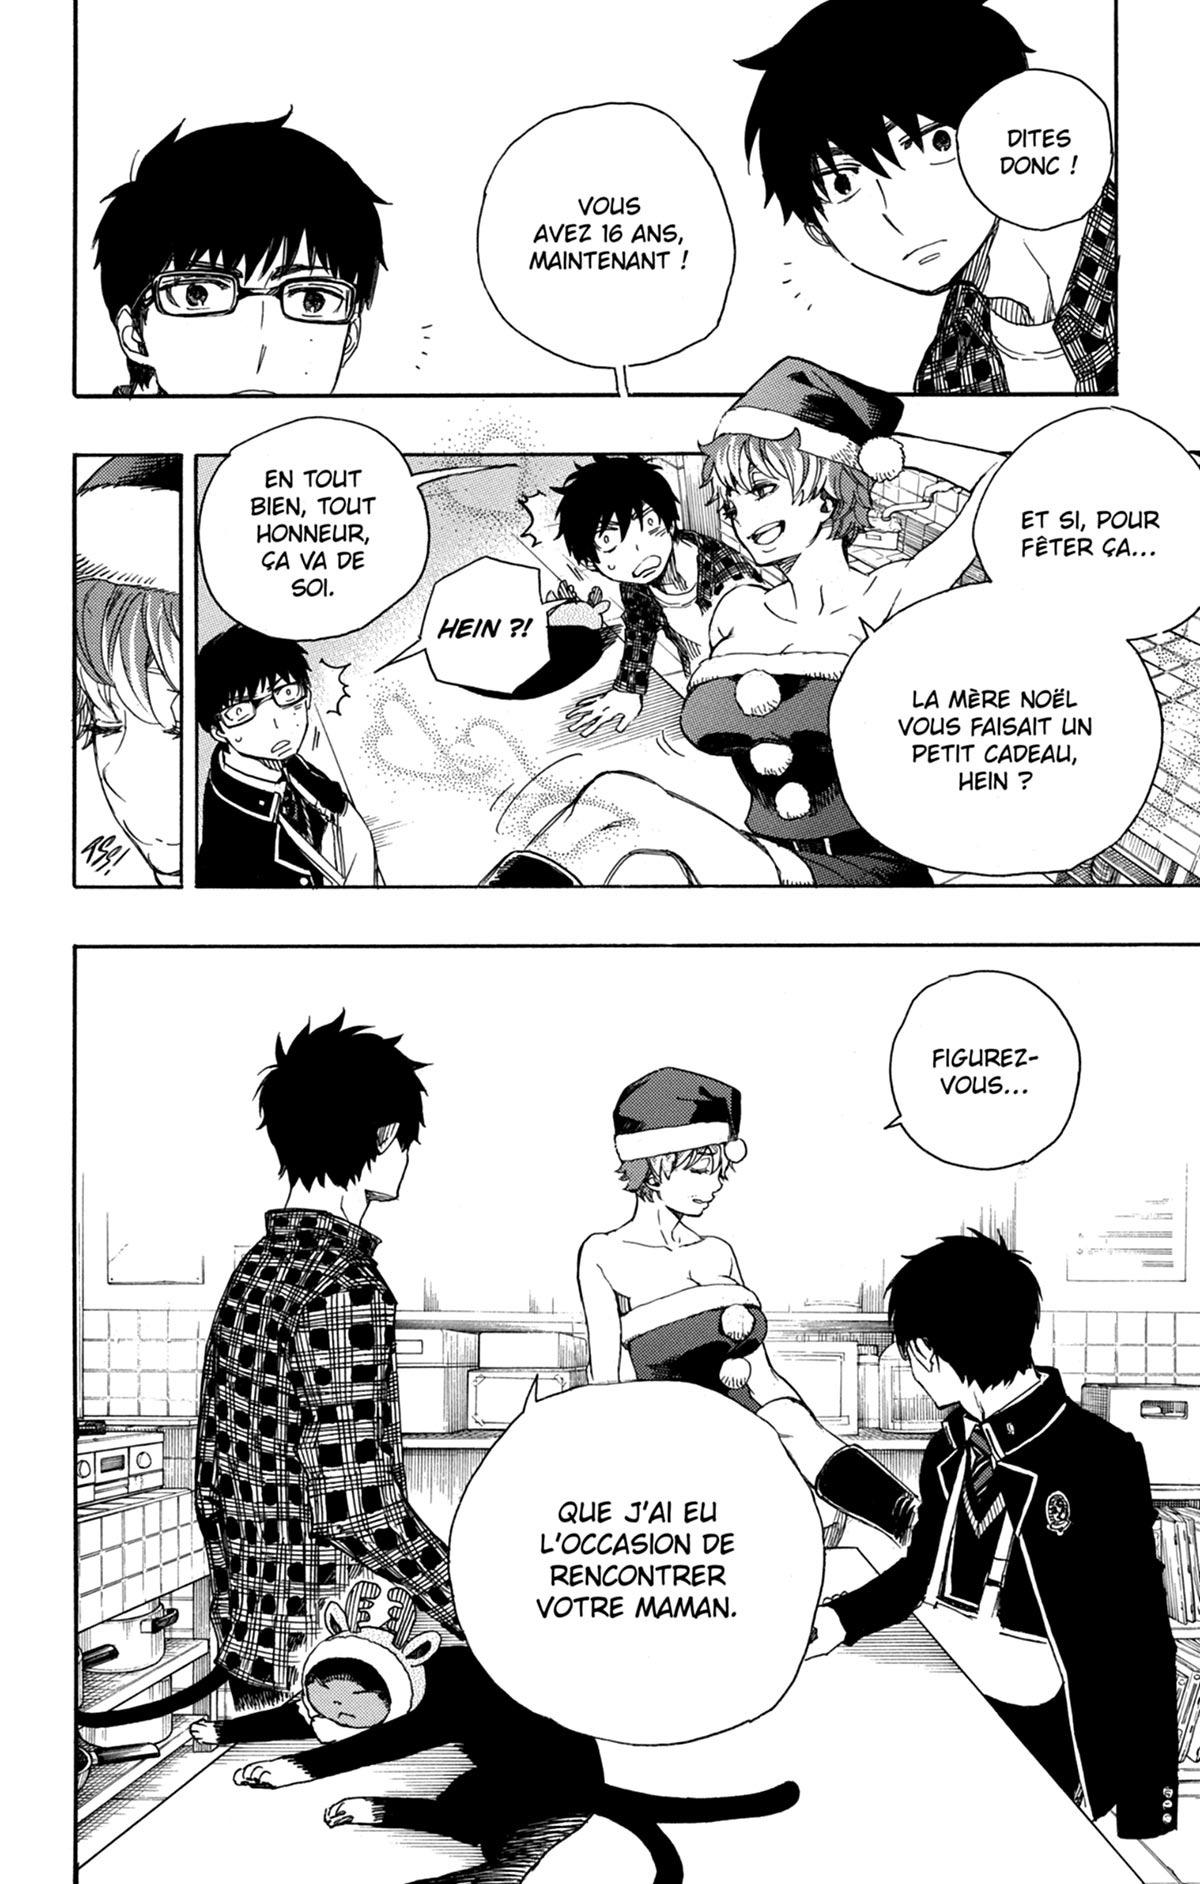 DITES
DONC !
VOUS
AVEZ 16 ANS,
MAINTENANT !
ET SI, POUR
FÊTER ÇA...
LA MÈRE NOËL
VOUS FAISAIT UN
PETIT CADEAU,
HEIN ?
HEIN ?!
EN TOUT
BIEN, TOUT
HONNEUR,
ÇA VA DE
SOI.
FIGUREZ-
VOUS...
QUE J'AI EU
L'OCCASION DE
RENCONTRER
VOTRE MAMAN.